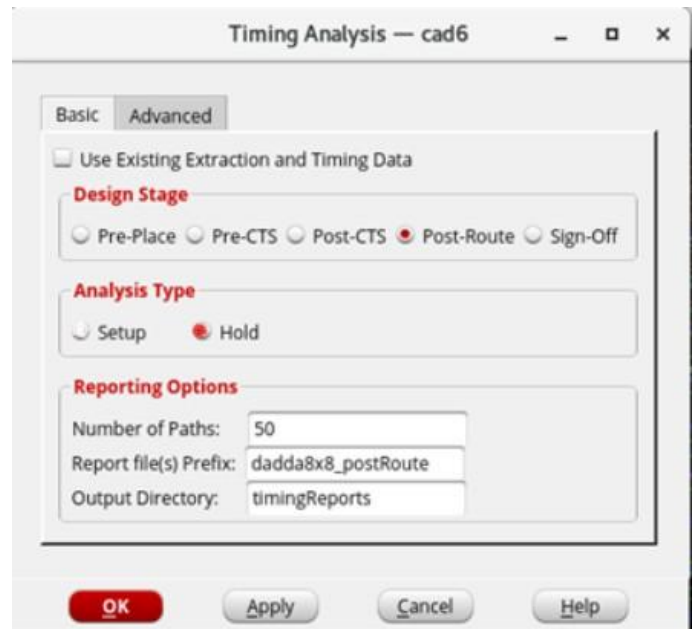 Timing Analysis — cad6
Basic Advanced
Use Existing Extraction and Timing Data
Design Stage
Pre-Place Pre-CTS Post-CTS Post-Route Sign-Off
Analysis Type
Setup Hold
Reporting Options
Number of Paths: 50
Report file(s) Prefix: dadda8x8_postRoute
Output Directory: timingReports
OK Apply Cancel Help